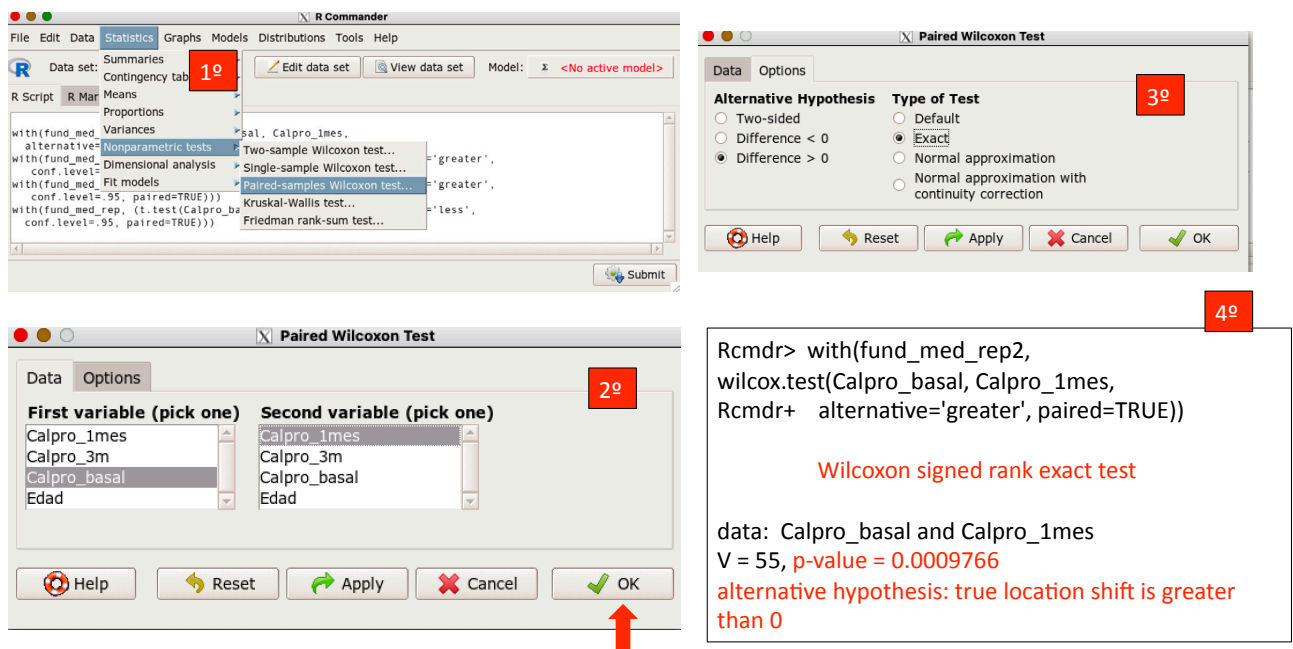 R Commander
File Edit Data Statistics Graphs Models Distributions Tools Help
Data set:
Edit data set
View data set
Model:
Σ <No active model>
R Script R Mar
Summaries
Contingency tab
Means
Proportions
Variances
Nonparametric tests
Dimensional analysis
Fit models
1º
Two-sample Wilcoxon test...
Single-sample Wilcoxon test...
Paired-samples Wilcoxon test...
Kruskal-Wallis test...
Friedman rank-sum test...
with(fund_med_ sal, Calpro_1mes,
alternative=
with(fund_med_ ='greater',
conf.level=
with(fund_med_ ='greater',
conf.level=.95, paired=TRUE)))
with(fund_med_rep, (t.test(Calpro_ba ='less',
conf.level=.95, paired=TRUE)))
Submit
Paired Wilcoxon Test
Data Options
2º
First variable (pick one) Second variable (pick one)
Calpro_1mes Calpro_1mes
Calpro_3m Calpro_3m
Calpro_basal Calpro_basal
Edad Edad
Help Reset Apply Cancel OK
Paired Wilcoxon Test
Data Options
3º
Alternative Hypothesis Type of Test
Two-sided Default
Difference < 0 Exact
Difference > 0 Normal approximation
Normal approximation with
continuity correction
Help Reset Apply Cancel OK
4º
Rcmdr> with(fund_med_rep2,
wilcox.test(Calpro_basal, Calpro_1mes,
Rcmdr+ alternative='greater', paired=TRUE))
Wilcoxon signed rank exact test
data: Calpro_basal and Calpro_1mes
V = 55, p-value = 0.0009766
alternative hypothesis: true location shift is greater
than 0